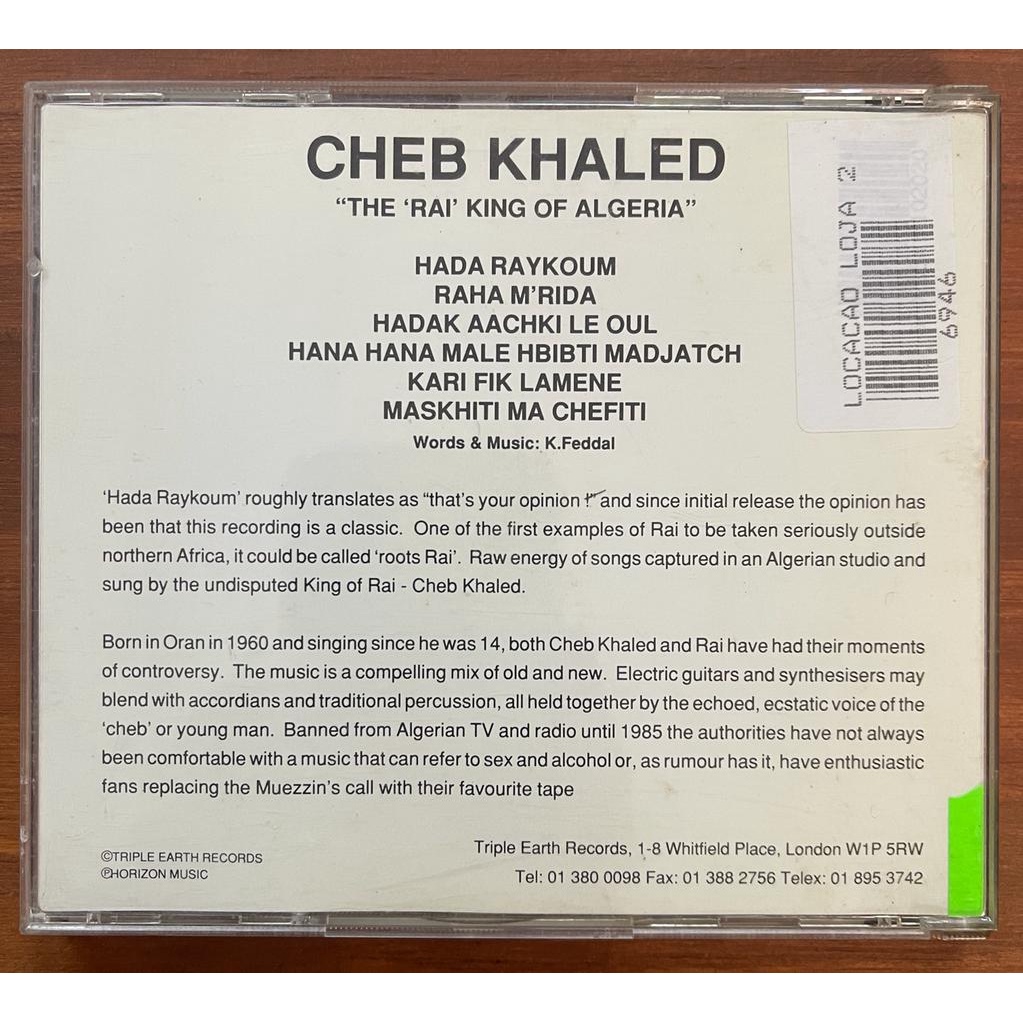 CHEB KHALED
“THE ‘RAI’ KING OF ALGERIA”
HADA RAYKOUM
RAHA M’RIDA
HADAK AACHKI LE OUL
HANA HANA MALE HBIBTI MADJATCH
KARI FIK LAMENE
MASKHITI MA CHEFITI
Words & Music: K.Feddal
LOCACAO LOJA 2
6946
‘Hada Raykoum’ roughly translates as “that’s your opinion !” and since initial release the opinion has
been that this recording is a classic. One of the first examples of Rai to be taken seriously outside
northern Africa, it could be called ‘roots Rai’. Raw energy of songs captured in an Algerian studio and
sung by the undisputed King of Rai - Cheb Khaled.
Born in Oran in 1960 and singing since he was 14, both Cheb Khaled and Rai have had their moments
of controversy. The music is a compelling mix of old and new. Electric guitars and synthesisers may
blend with accordians and traditional percussion, all held together by the echoed, ecstatic voice of the
‘cheb’ or young man. Banned from Algerian TV and radio until 1985 the authorities have not always
been comfortable with a music that can refer to sex and alcohol or, as rumour has it, have enthusiastic
fans replacing the Muezzin’s call with their favourite tape
©TRIPLE EARTH RECORDS
℗HORIZON MUSIC
Triple Earth Records, 1-8 Whitfield Place, London W1P 5RW
Tel: 01 380 0098 Fax: 01 388 2756 Telex: 01 895 3742